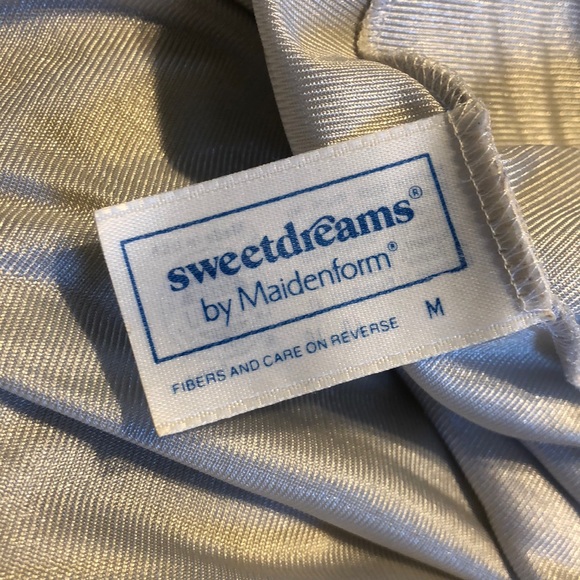 sweetdreams®
by Maidenform®
FIBERS AND CARE ON REVERSE M